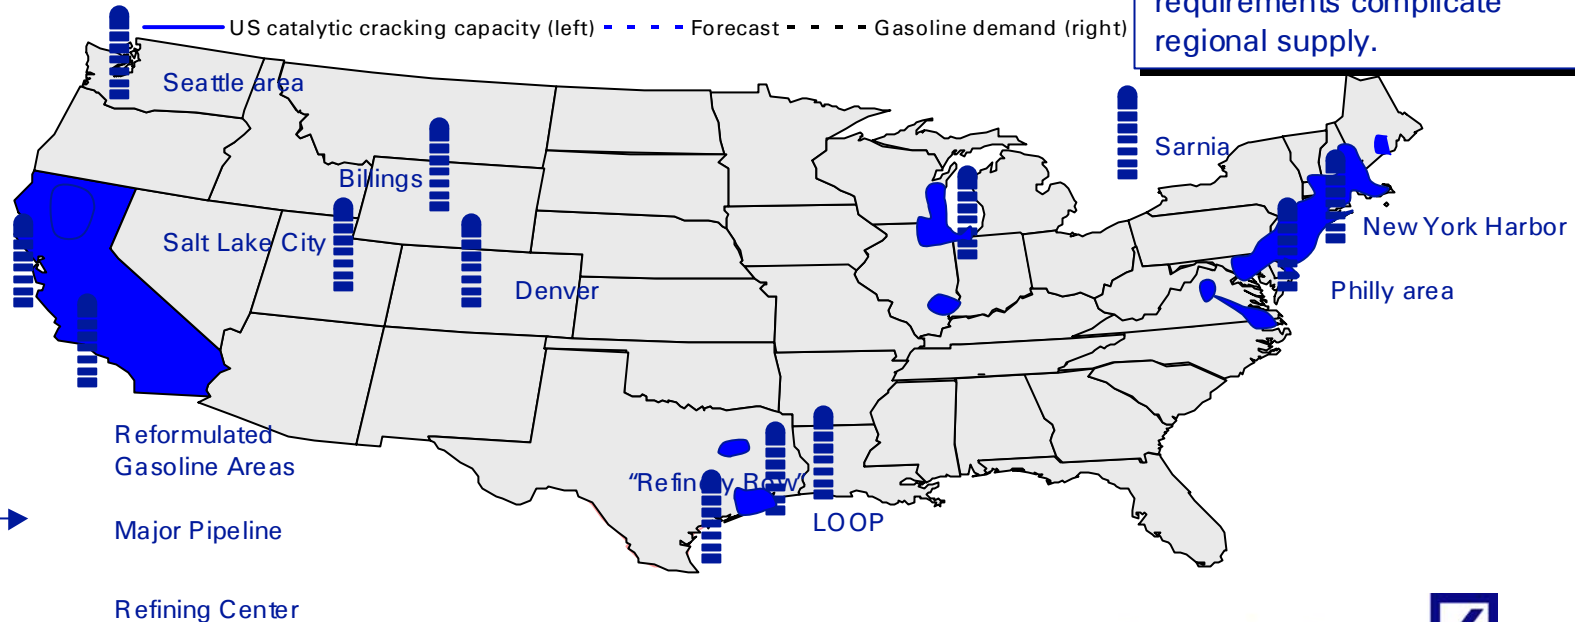 requirements complicate
regional supply.
US catalytic cracking capacity (left)
Forecast
Gasoline demand (right)
Seattle area
Sarnia
Billings
New York Harbor
Salt Lake City
Denver
Philly area
Reformulated
Gasoline Areas
“Refinery Row”
LOOP
Major Pipeline
Refining Center